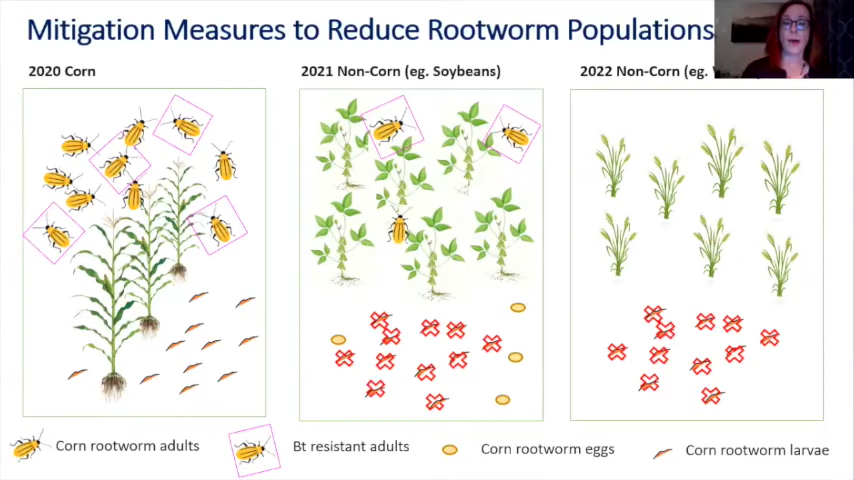 Mitigation Measures to Reduce Rootworm Populations
2020 Corn
2021 Non-Corn (eg. Soybeans)
2022 Non-Corn (eg.
Corn rootworm adults
Bt resistant adults
Corn rootworm eggs
Corn rootworm larvae